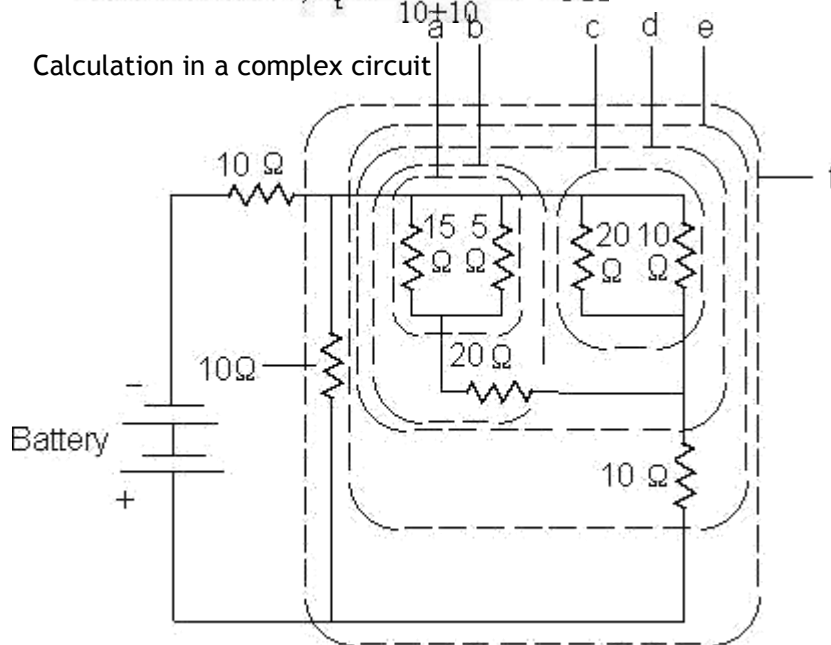 10+10
a b c d e
Calculation in a complex circuit
10 Ω
15 5 20 10
Ω Ω Ω Ω
20 Ω
10Ω
-
Battery
10 Ω
+